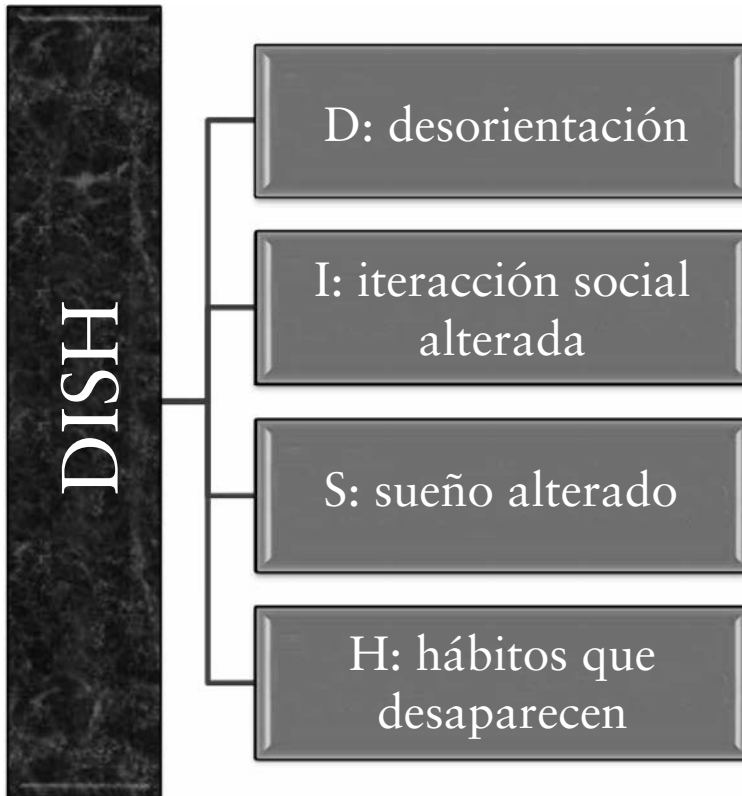 DISH
D: desorientación
I: iteracción social
alterada
S: sueño alterado
H: hábitos que
desaparecen